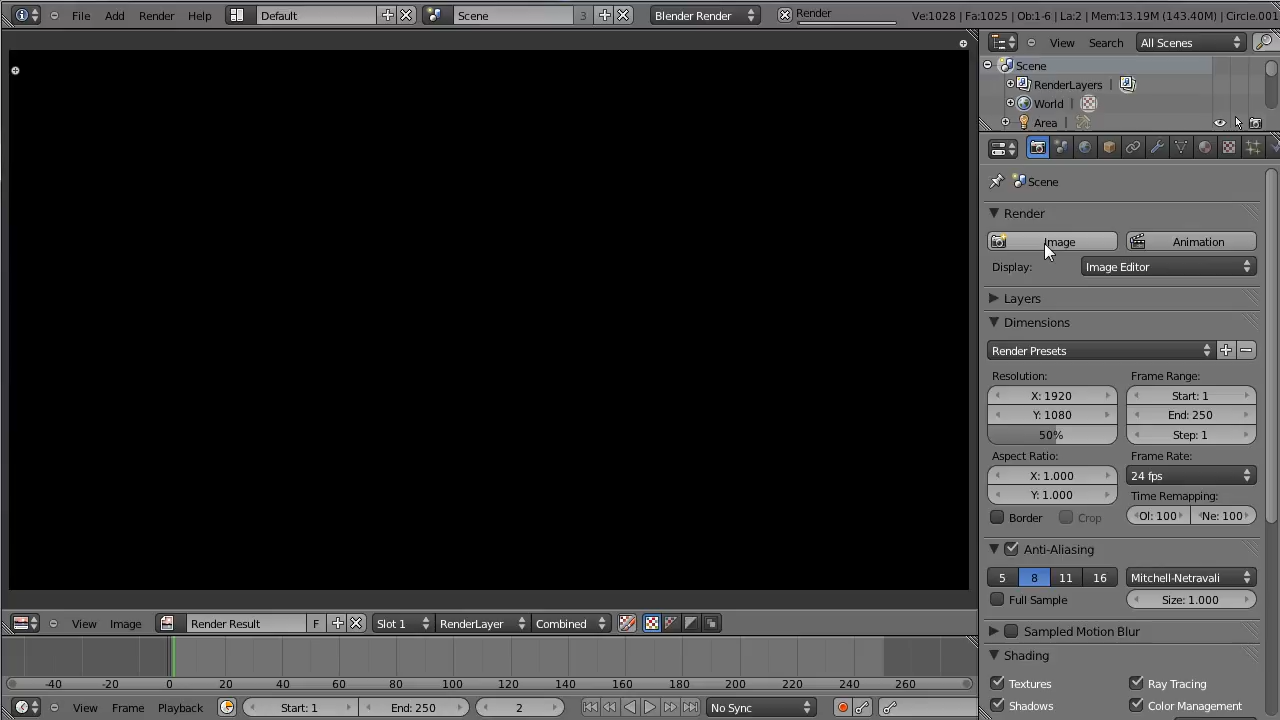 File Add Render Help Default Scene 3 Blender Render Render Ve:1028 | Fa:1025 | Ob:1-6 | La:2 | Mem:13.19M (143.40M) | Circle.001
View Search All Scenes
Scene
RenderLayers |
World |
Area |
Scene
Render
Image Animation
Display: Image Editor
Layers
Dimensions
Render Presets
Resolution: Frame Range:
X: 1920 Start: 1
Y: 1080 End: 250
50% Step: 1
Aspect Ratio: Frame Rate:
X: 1.000 24 fps
Y: 1.000 Time Remapping:
Border Crop Ol: 100 Ne: 100
Anti-Aliasing
5 8 11 16 Mitchell-Netravali
Full Sample Size: 1.000
Sampled Motion Blur
Shading
Textures Ray Tracing
Shadows Color Management
View Image Render Result F Slot 1 RenderLayer Combined
-40 -20 0 20 40 60 80 100 120 140 160 180 200 220 240 260
View Frame Playback Start: 1 End: 250 2 No Sync